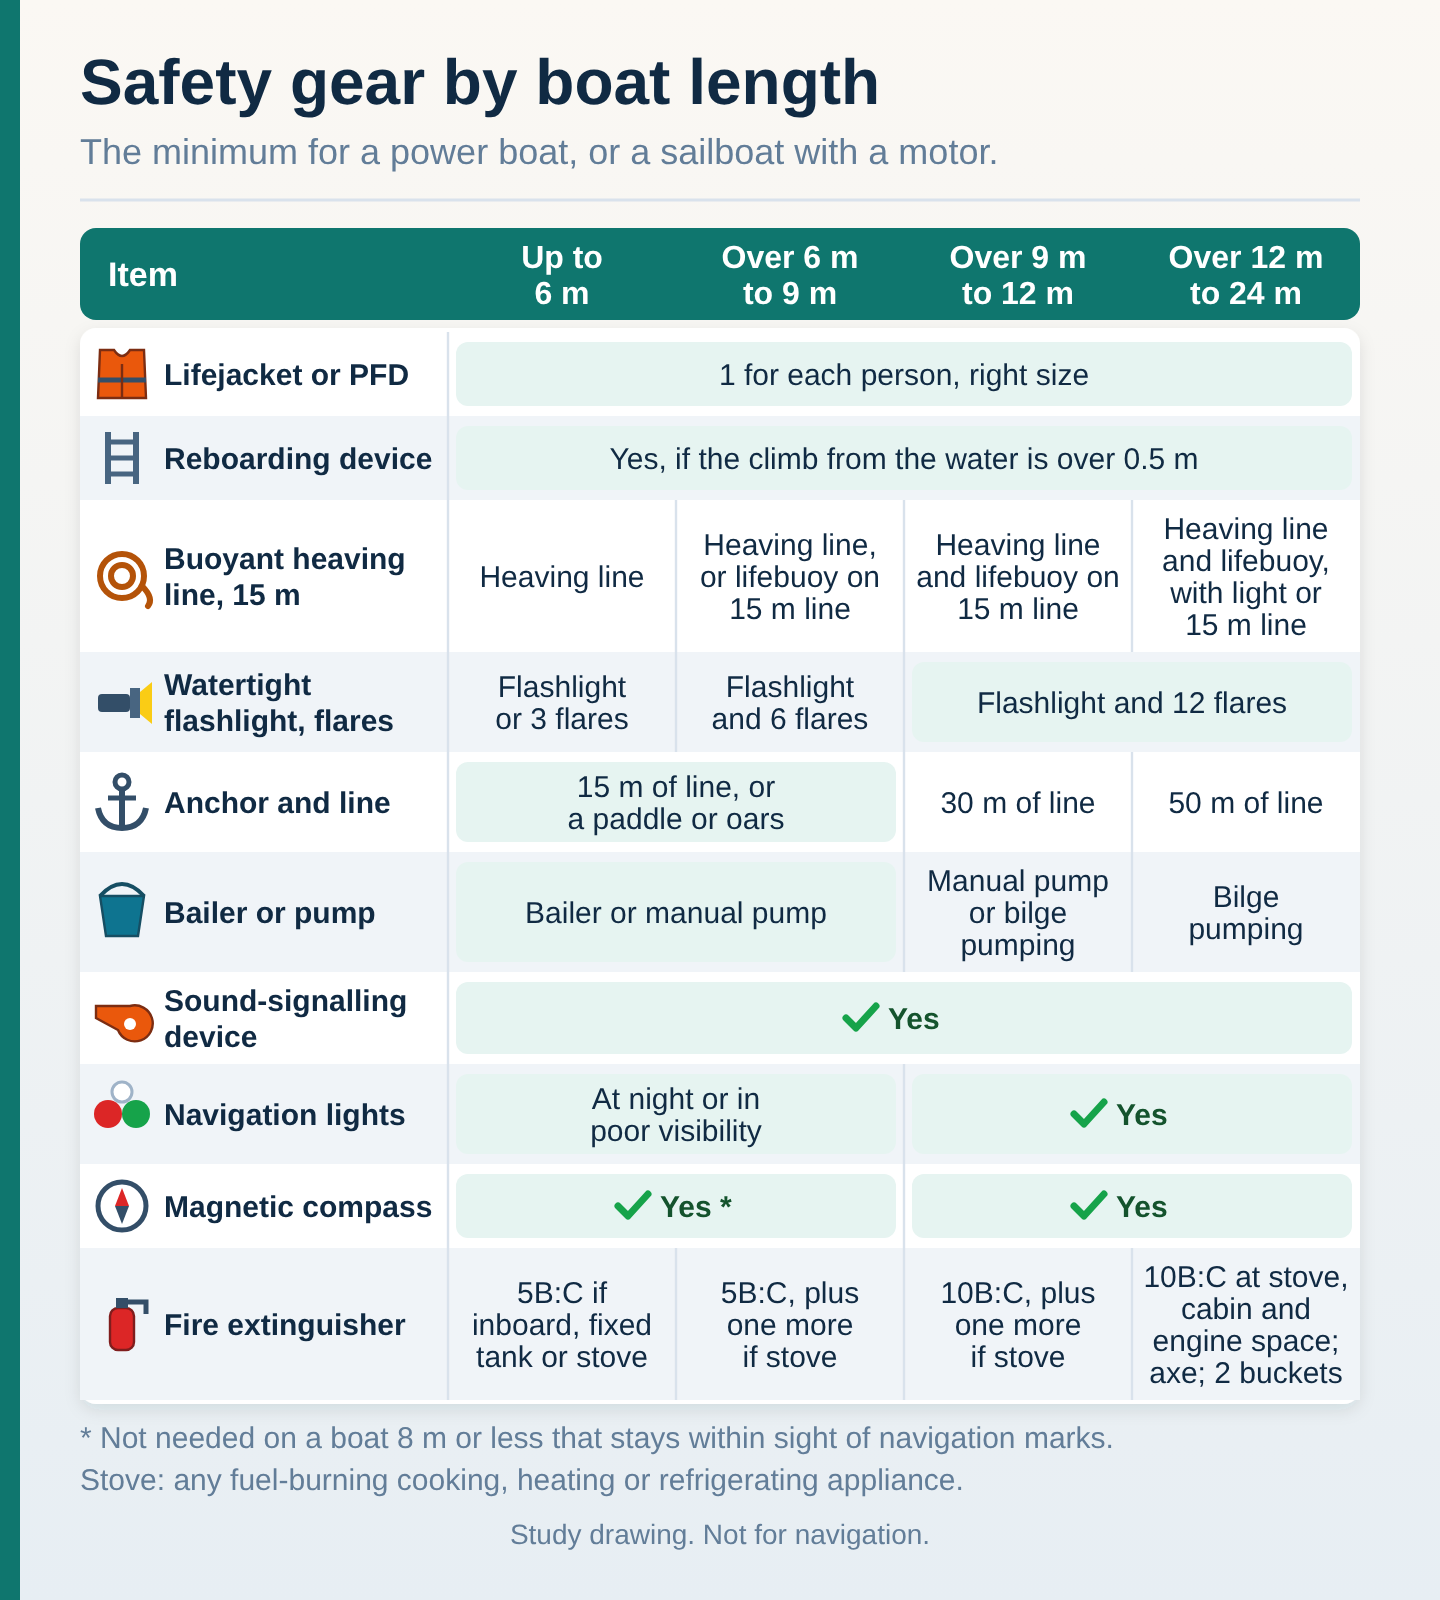 Safety gear by boat length
The minimum for a power boat, or a sailboat with a motor.
Item
Up to
6 m
Over 6 m
to 9 m
Over 9 m
to 12 m
Over 12 m
to 24 m
Lifejacket or PFD
1 for each person, right size
Reboarding device
Yes, if the climb from the water is over 0.5 m
Buoyant heaving
line, 15 m
Heaving line
Heaving line,
or lifebuoy on
15 m line
Heaving line
and lifebuoy on
15 m line
Heaving line
and lifebuoy,
with light or
15 m line
Watertight
flashlight, flares
Flashlight
or 3 flares
Flashlight
and 6 flares
Flashlight and 12 flares
Anchor and line
15 m of line, or
a paddle or oars
30 m of line
50 m of line
Bailer or pump
Bailer or manual pump
Manual pump
or bilge
pumping
Bilge
pumping
Sound-signalling
device
Yes
Navigation lights
At night or in
poor visibility
Yes
Magnetic compass
Yes *
Yes
Fire extinguisher
5B:C if
inboard, fixed
tank or stove
5B:C, plus
one more
if stove
10B:C, plus
one more
if stove
10B:C at stove,
cabin and
engine space;
axe; 2 buckets
* Not needed on a boat 8 m or less that stays within sight of navigation marks.
Stove: any fuel-burning cooking, heating or refrigerating appliance.
Study drawing. Not for navigation.